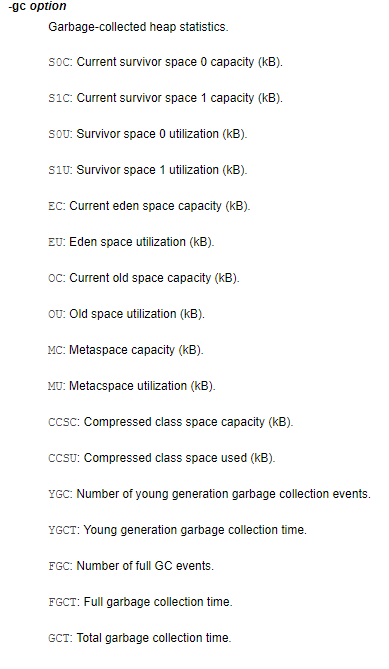 -gc option
Garbage-collected heap statistics.
S0C: Current survivor space 0 capacity (kB).
S1C: Current survivor space 1 capacity (kB).
S0U: Survivor space 0 utilization (kB).
S1U: Survivor space 1 utilization (kB).
EC: Current eden space capacity (kB).
EU: Eden space utilization (kB).
OC: Current old space capacity (kB).
OU: Old space utilization (kB).
MC: Metaspace capacity (kB).
MU: Metacspace utilization (kB).
CCSC: Compressed class space capacity (kB).
CCSU: Compressed class space used (kB).
YGC: Number of young generation garbage collection events.
YGCT: Young generation garbage collection time.
FGC: Number of full GC events.
FGCT: Full garbage collection time.
GCT: Total garbage collection time.